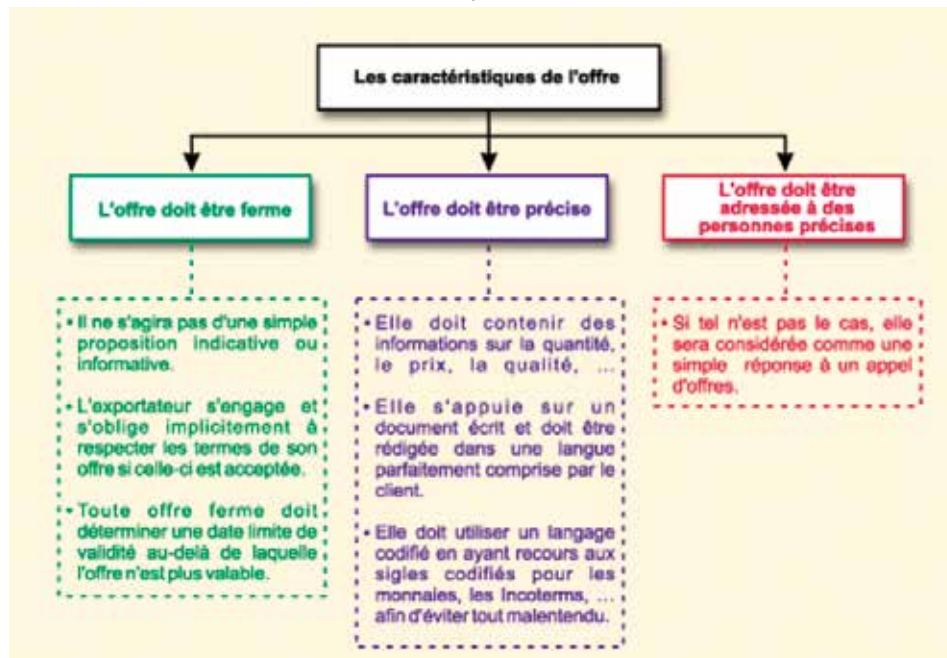 Les caractéristiques de l'offre
L'offre doit être ferme
L'offre doit être précise
L'offre doit être
adressée à des
personnes précises
• Il ne s'agira pas d'une simple
proposition indicative ou
informative.
• L'exportateur s'engage et
s'oblige implicitement à
respecter les termes de son
offre si celle-ci est acceptée.
• Toute offre ferme doit
déterminer une date limite de
validité au-delà de laquelle
l'offre n'est plus valable.
• Elle doit contenir des
informations sur la quantité,
le prix, la qualité, ...
• Elle s'appuie sur un
document écrit et doit être
rédigée dans une langue
parfaitement comprise par le
client.
• Elle doit utiliser un langage
codifié en ayant recours aux
sigles codifiés pour les
monnaies, les Incoterms, ...
afin d'éviter tout malentendu.
• Si tel n'est pas le cas, elle
sera considérée comme une
simple réponse à un appel
d'offres.